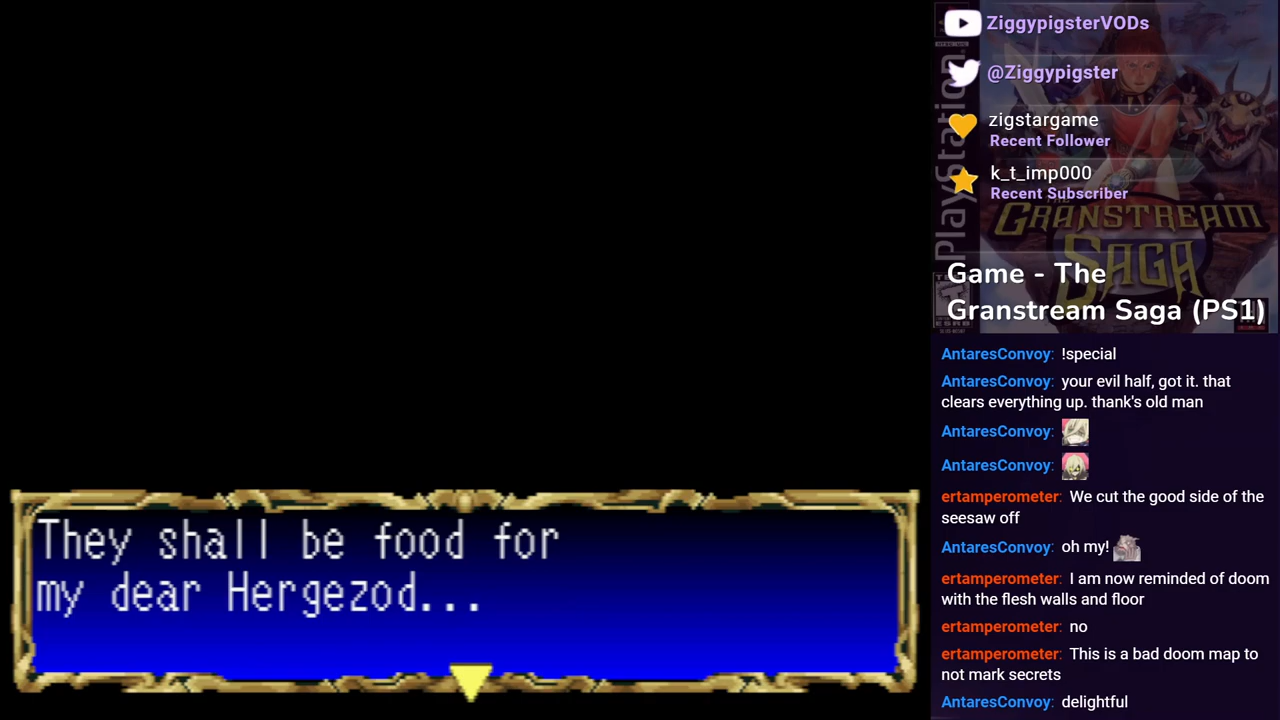 They shall be food for
my dear Hergezod...
ZiggypigsterVODs
@Ziggypigster
zigstargame
Recent Follower
k_t_imp000
Recent Subscriber
PlayStation
THE
GRANSTREAM
SAGA
Game - The
Granstream Saga (PS1)
AntaresConvoy: !special
AntaresConvoy: your evil half, got it. that
clears everything up. thank's old man
AntaresConvoy:
AntaresConvoy:
ertamperometer: We cut the good side of the
seesaw off
AntaresConvoy: oh my!
ertamperometer: I am now reminded of doom
with the flesh walls and floor
ertamperometer: no
ertamperometer: This is a bad doom map to
not mark secrets
AntaresConvoy: delightful